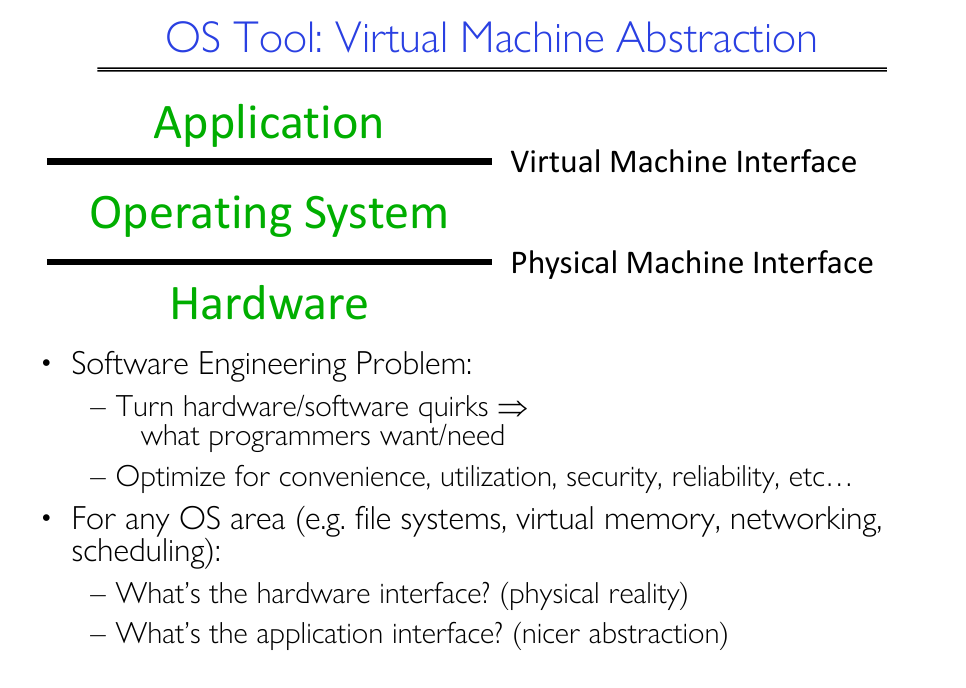 OS Tool: Virtual Machine Abstraction
Application
Virtual Machine Interface
Operating System
Physical Machine Interface
Hardware
• Software Engineering Problem:
– Turn hardware/software quirks ⇒
what programmers want/need
– Optimize for convenience, utilization, security, reliability, etc…
• For any OS area (e.g. file systems, virtual memory, networking,
scheduling):
– What’s the hardware interface? (physical reality)
– What’s the application interface? (nicer abstraction)